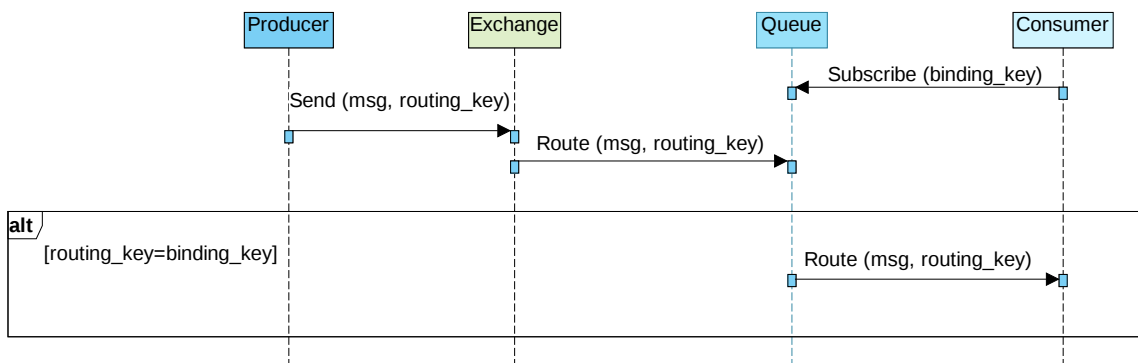 Producer
Exchange
Queue
Consumer
Subscribe (binding_key)
Send (msg, routing_key)
Route (msg, routing_key)
alt
[routing_key=binding_key]
Route (msg, routing_key)